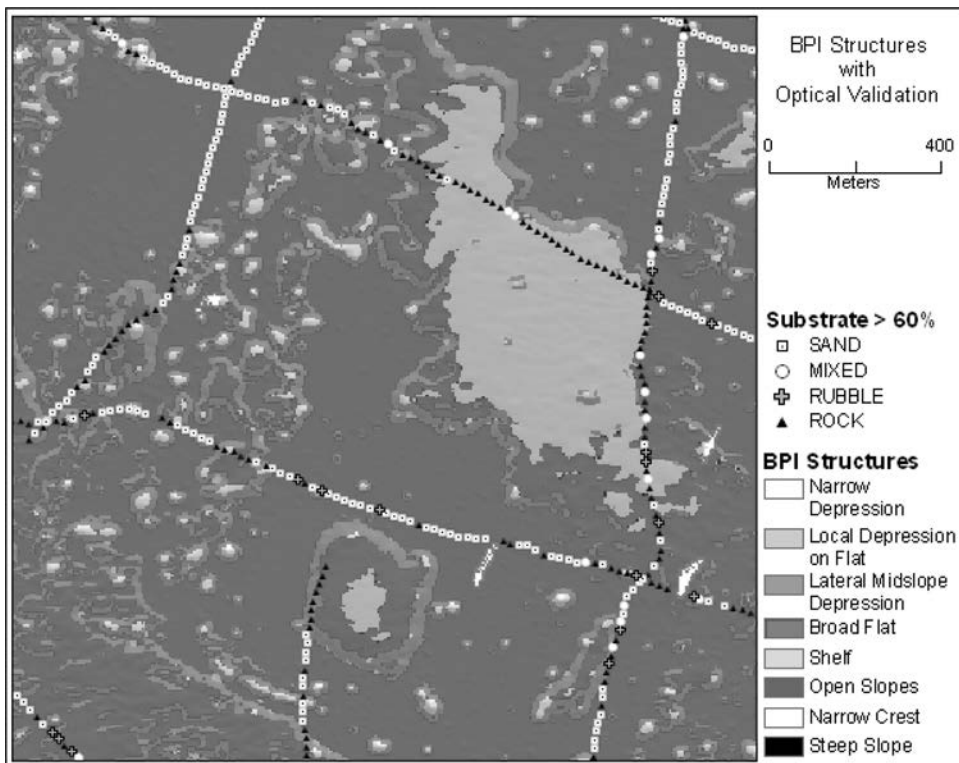 BPI Structures
with
Optical Validation
0 400
Meters
Substrate > 60%
SAND
MIXED
RUBBLE
ROCK
BPI Structures
Narrow
Depression
Local Depression
on Flat
Lateral Midslope
Depression
Broad Flat
Shelf
Open Slopes
Narrow Crest
Steep Slope